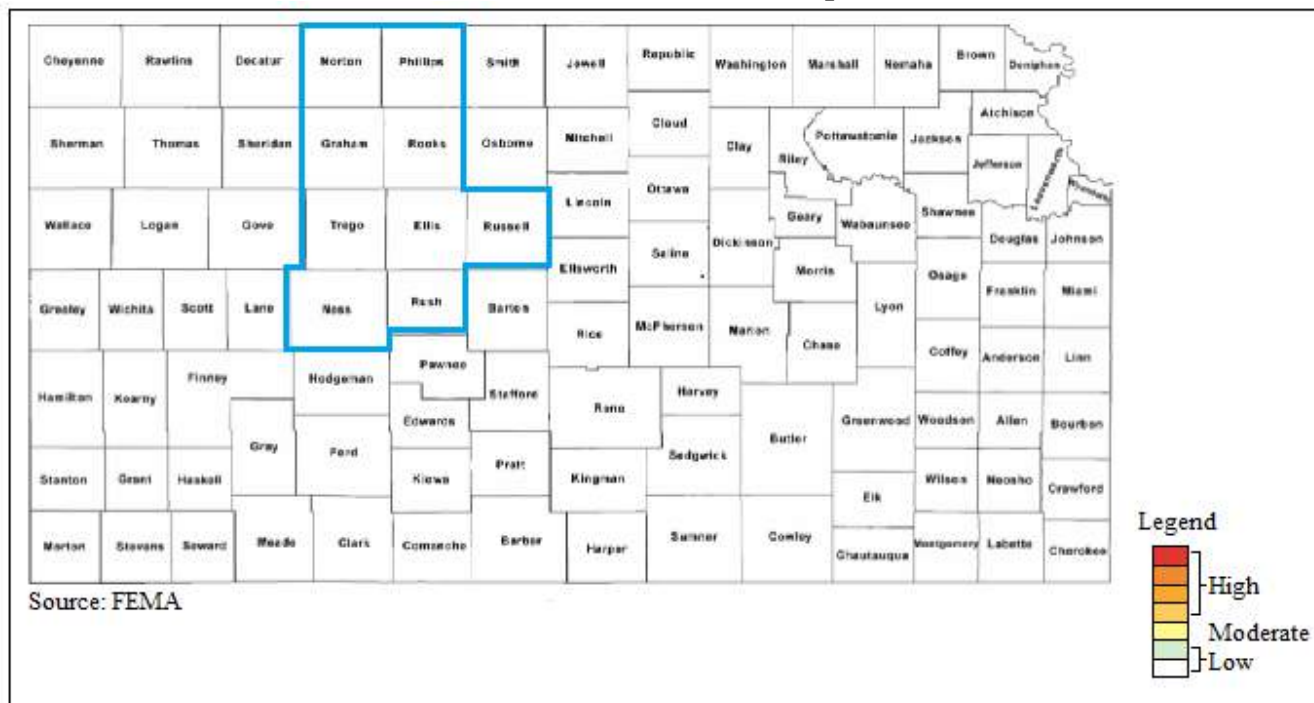 Cheyenne Rawlins Decatur Norton Phillips Smith Jewell Republic Washington Marshall Nemaha Brown Doniphan
Atchison
Sherman Thomas Sheridan Graham Rooks Osborne Mitchell Cloud Clay Riley Pottawatomie Jackson Jefferson Leavenworth
Wallace Logan Gove Trego Ellis Russell Lincoln Ottawa Geary Wabaunsee Shawnee Douglas Johnson
Saline Dickinson Morris Osage
Greeley Wichita Scott Lane Ness Rush Barton Ellsworth Lyon Franklin Miami
Rice McPherson Marion Chase Coffey Anderson Linn
Hamilton Kearny Finney Hodgeman Pawnee Stafford Reno Harvey
Edwards Greenwood Woodson Allen Bourbon
Gray Ford Sedgwick Butler
Stanton Grant Haskell Kiowa Pratt Kingman Elk Wilson Neosho Crawford
Morton Stevens Seward Meade Clark Comanche Barber Harper Sumner Cowley Chautauqua Montgomery Labette Cherokee
Source: FEMA
Legend
High
Moderate
Low